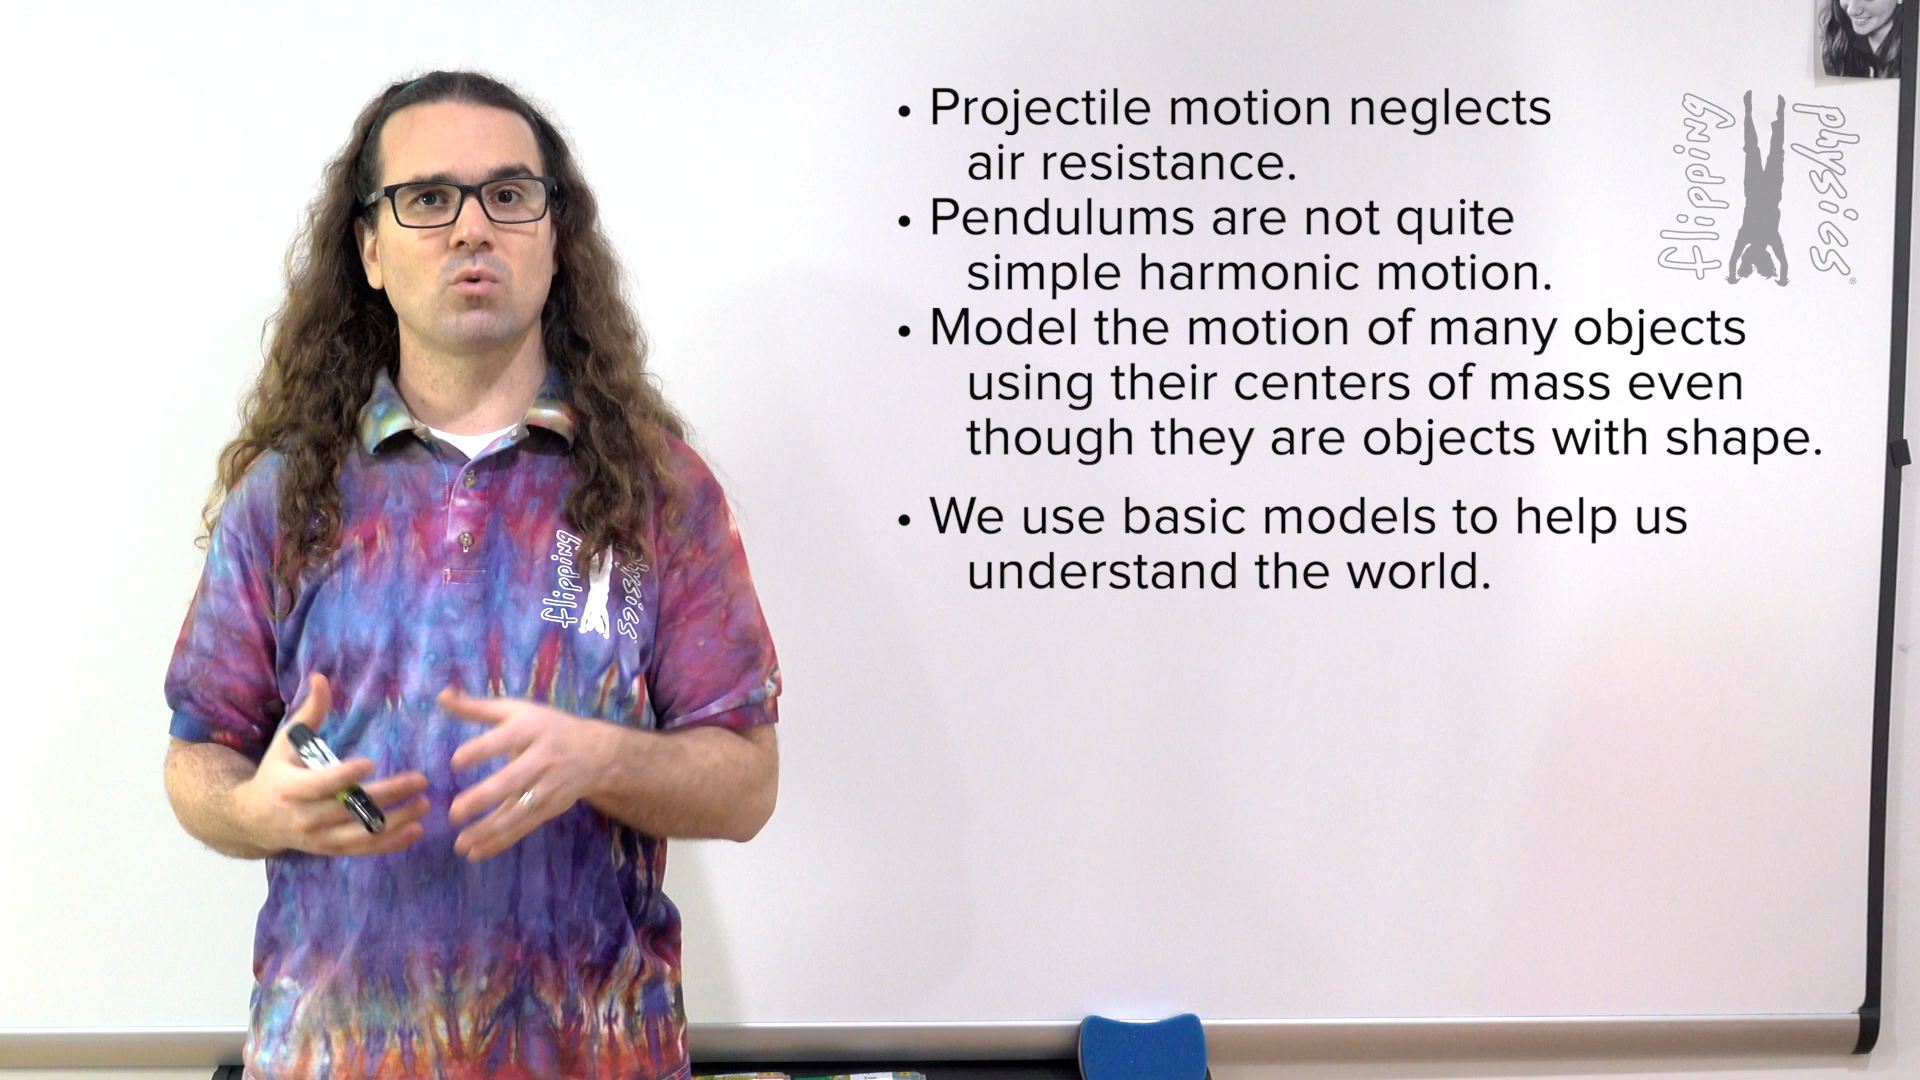 • Projectile motion neglects
air resistance.
• Pendulums are not quite
simple harmonic motion.
• Model the motion of many objects
using their centers of mass even
though they are objects with shape.
• We use basic models to help us
understand the world.
flipping
physics®
flipping
physics